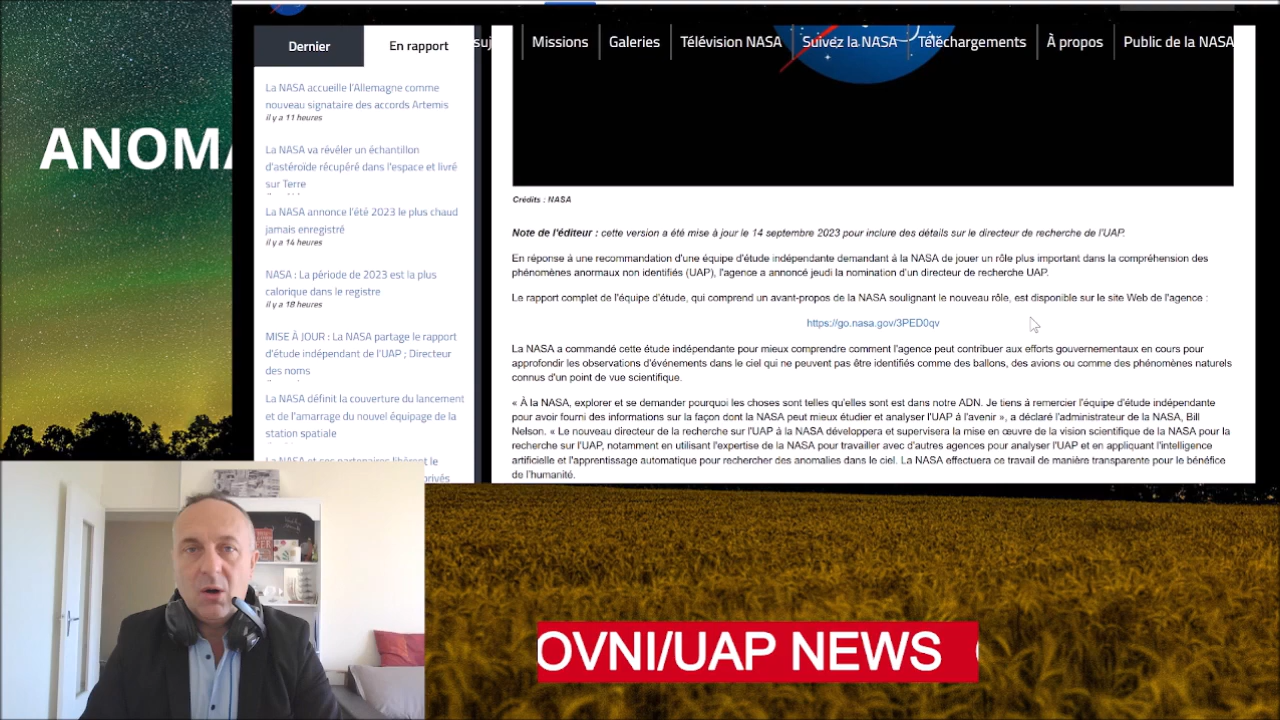 Dernier
En rapport
suj
Missions
Galeries
Télévision NASA
Suivez la NASA
Téléchargements
À propos
Public de la NASA
ANOMA
La NASA accueille l'Allemagne comme
nouveau signataire des accords Artemis
il y a 11 heures
La NASA va révéler un échantillon
d'astéroïde récupéré dans l'espace et livré
sur Terre
La NASA annonce l'été 2023 le plus chaud
jamais enregistré
il y a 14 heures
NASA : La période de 2023 est la plus
calorique dans le registre
il y a 18 heures
MISE À JOUR : La NASA partage le rapport
d'étude indépendant de l'UAP ; Directeur
des noms
La NASA définit la couverture du lancement
et de l'amarrage du nouvel équipage de la
station spatiale
La NASA et ses partenaires libèrent le
privés
Crédits : NASA
Note de l'éditeur : cette version a été mise à jour le 14 septembre 2023 pour inclure des détails sur le directeur de recherche de l'UAP.
En réponse à une recommandation d'une équipe d'étude indépendante demandant à la NASA de jouer un rôle plus important dans la compréhension des
phénomènes anormaux non identifiés (UAP), l'agence a annoncé jeudi la nomination d'un directeur de recherche UAP.
Le rapport complet de l'équipe d'étude, qui comprend un avant-propos de la NASA soulignant le nouveau rôle, est disponible sur le site Web de l'agence :
https://go.nasa.gov/3PED0qv
La NASA a commandé cette étude indépendante pour mieux comprendre comment l'agence peut contribuer aux efforts gouvernementaux en cours pour
approfondir les observations d'événements dans le ciel qui ne peuvent pas être identifiés comme des ballons, des avions ou comme des phénomènes naturels
connus d'un point de vue scientifique.
« À la NASA, explorer et se demander pourquoi les choses sont telles qu'elles sont est dans notre ADN. Je tiens à remercier l'équipe d'étude indépendante
pour avoir fourni des informations sur la façon dont la NASA peut mieux étudier et analyser l'UAP à l'avenir », a déclaré l'administrateur de la NASA, Bill
Nelson. « Le nouveau directeur de la recherche sur l'UAP à la NASA développera et supervisera la mise en œuvre de la vision scientifique de la NASA pour la
recherche sur l'UAP, notamment en utilisant l'expertise de la NASA pour travailler avec d'autres agences pour analyser l'UAP et en appliquant l'intelligence
artificielle et l'apprentissage automatique pour rechercher des anomalies dans le ciel. La NASA effectuera ce travail de manière transparente pour le bénéfice
de l'humanité.
OVNI/UAP NEWS